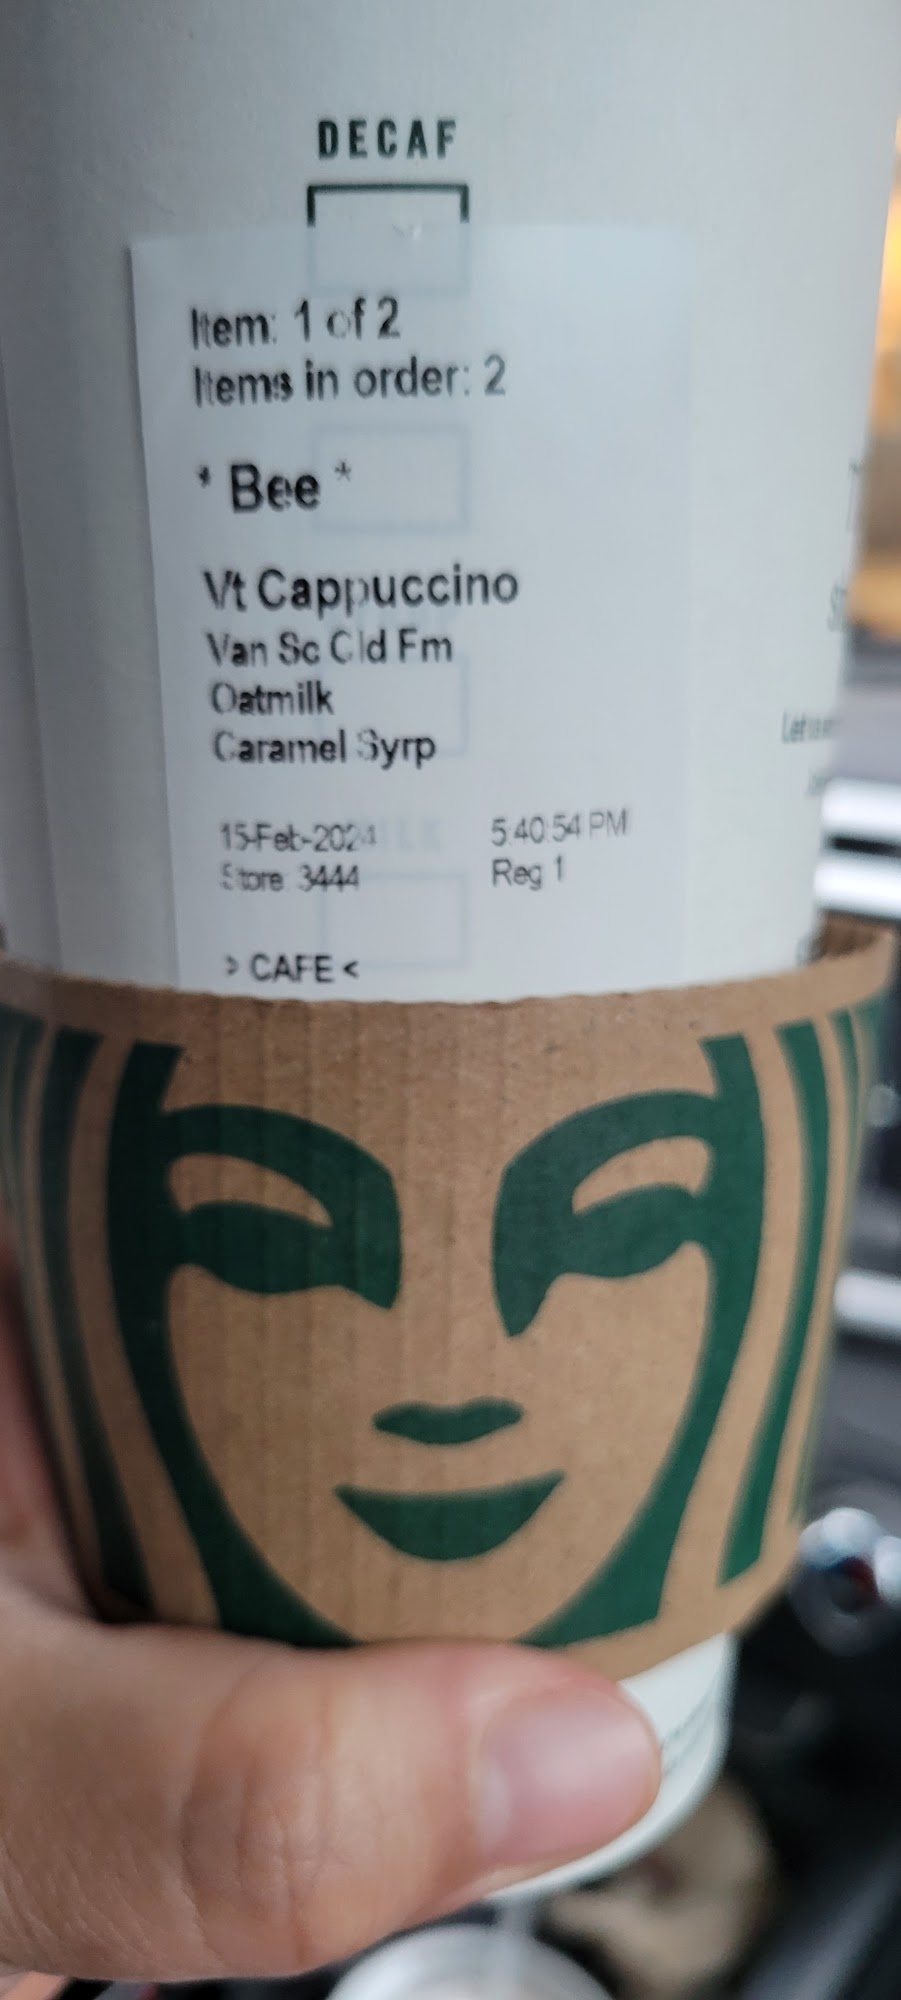 DECAF
Item: 1 of 2
Items in order: 2
* Bee *
Vt Cappuccino
Van Sc Cld Fm
Oatmilk
Caramel Syrp
15-Feb-2024 5:40:54 PM
Store: 3444 Reg 1
> CAFE <